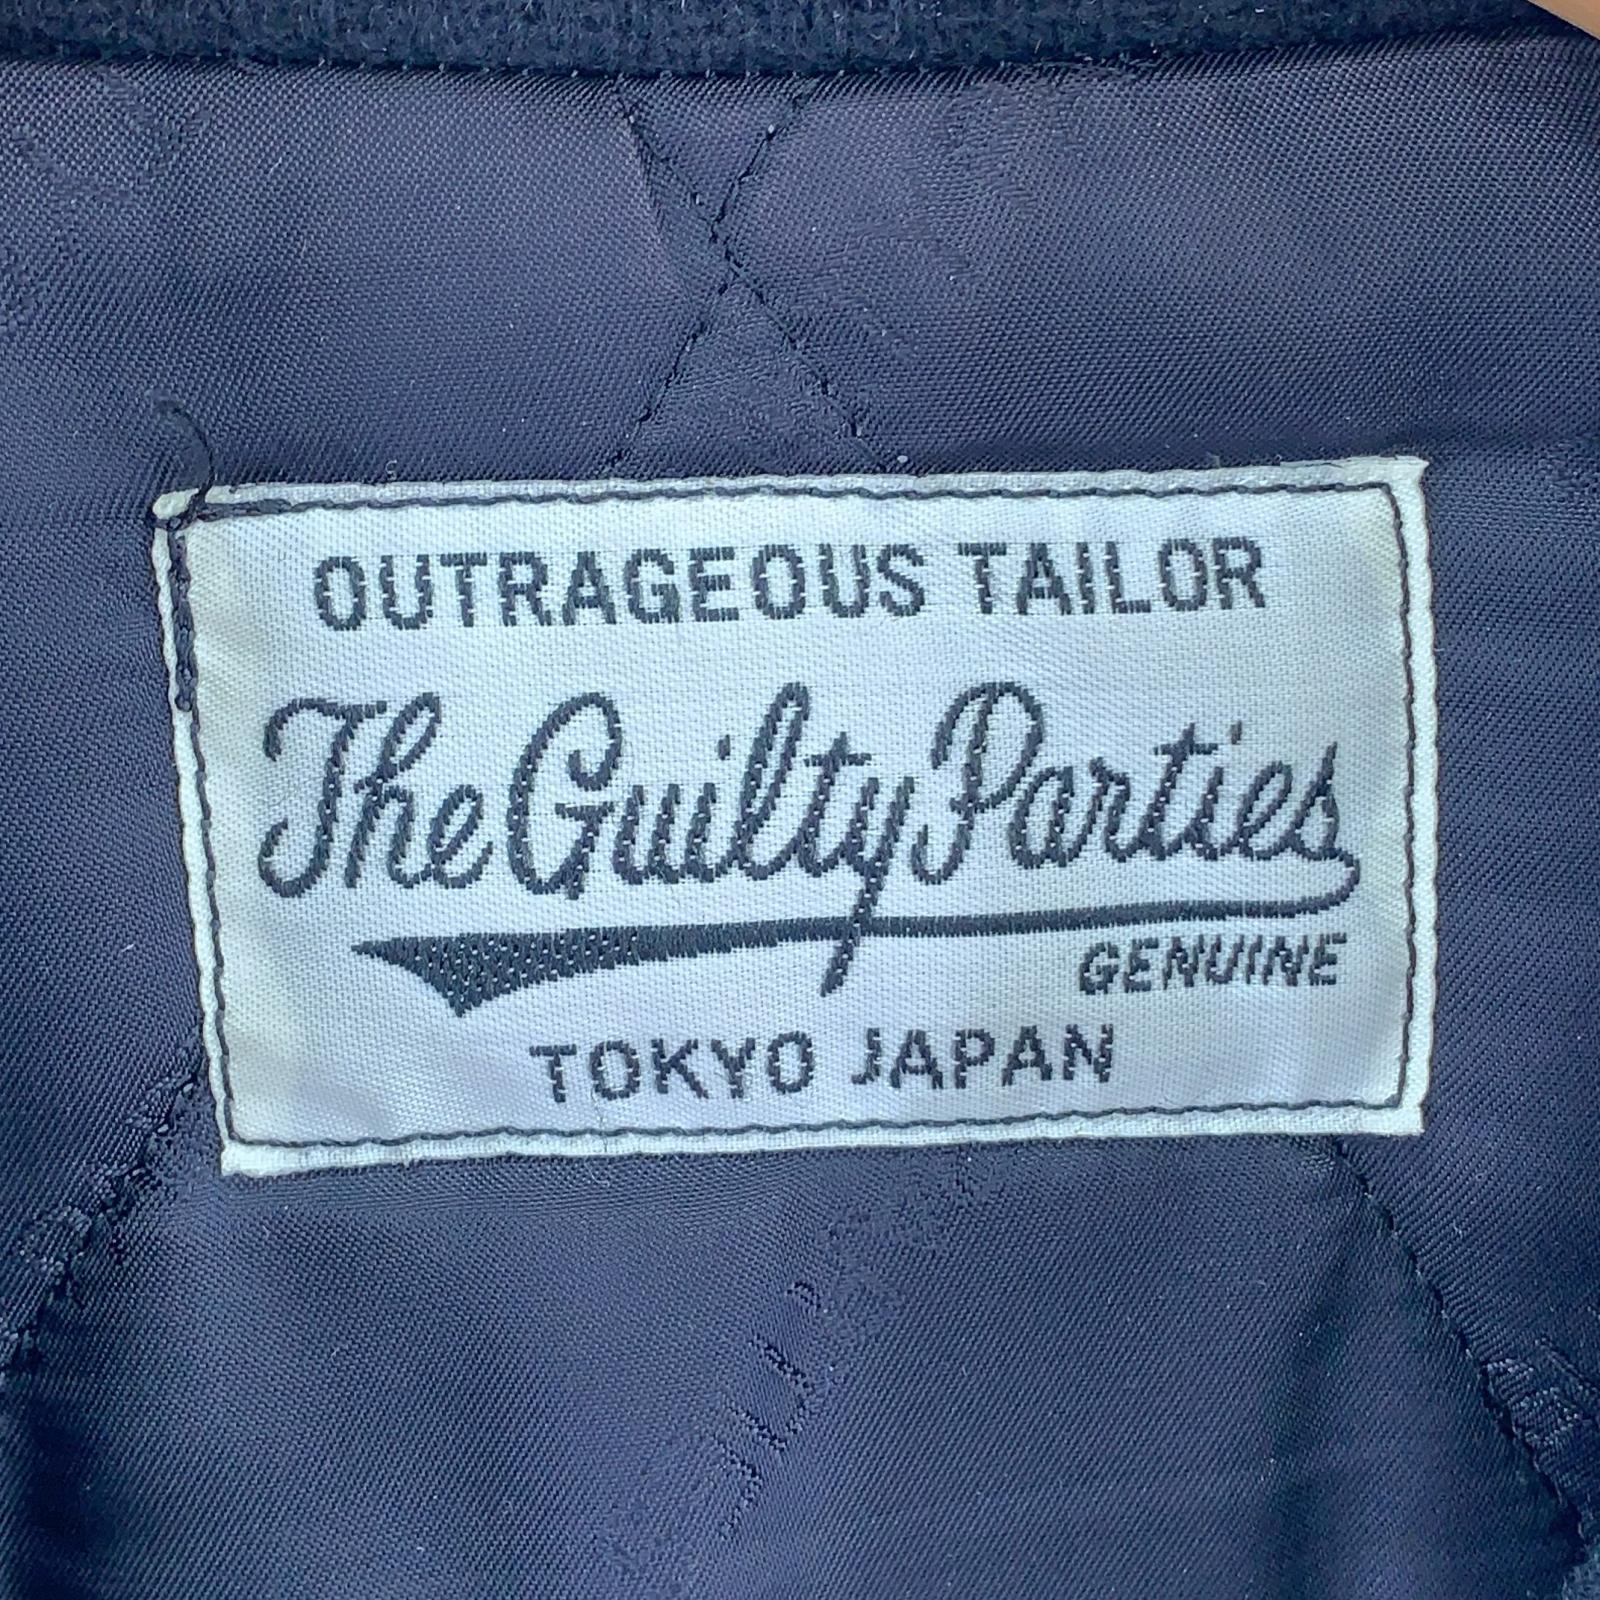 OUTRAGEOUS TAILOR
The Guilty Parties
GENUINE
TOKYO JAPAN